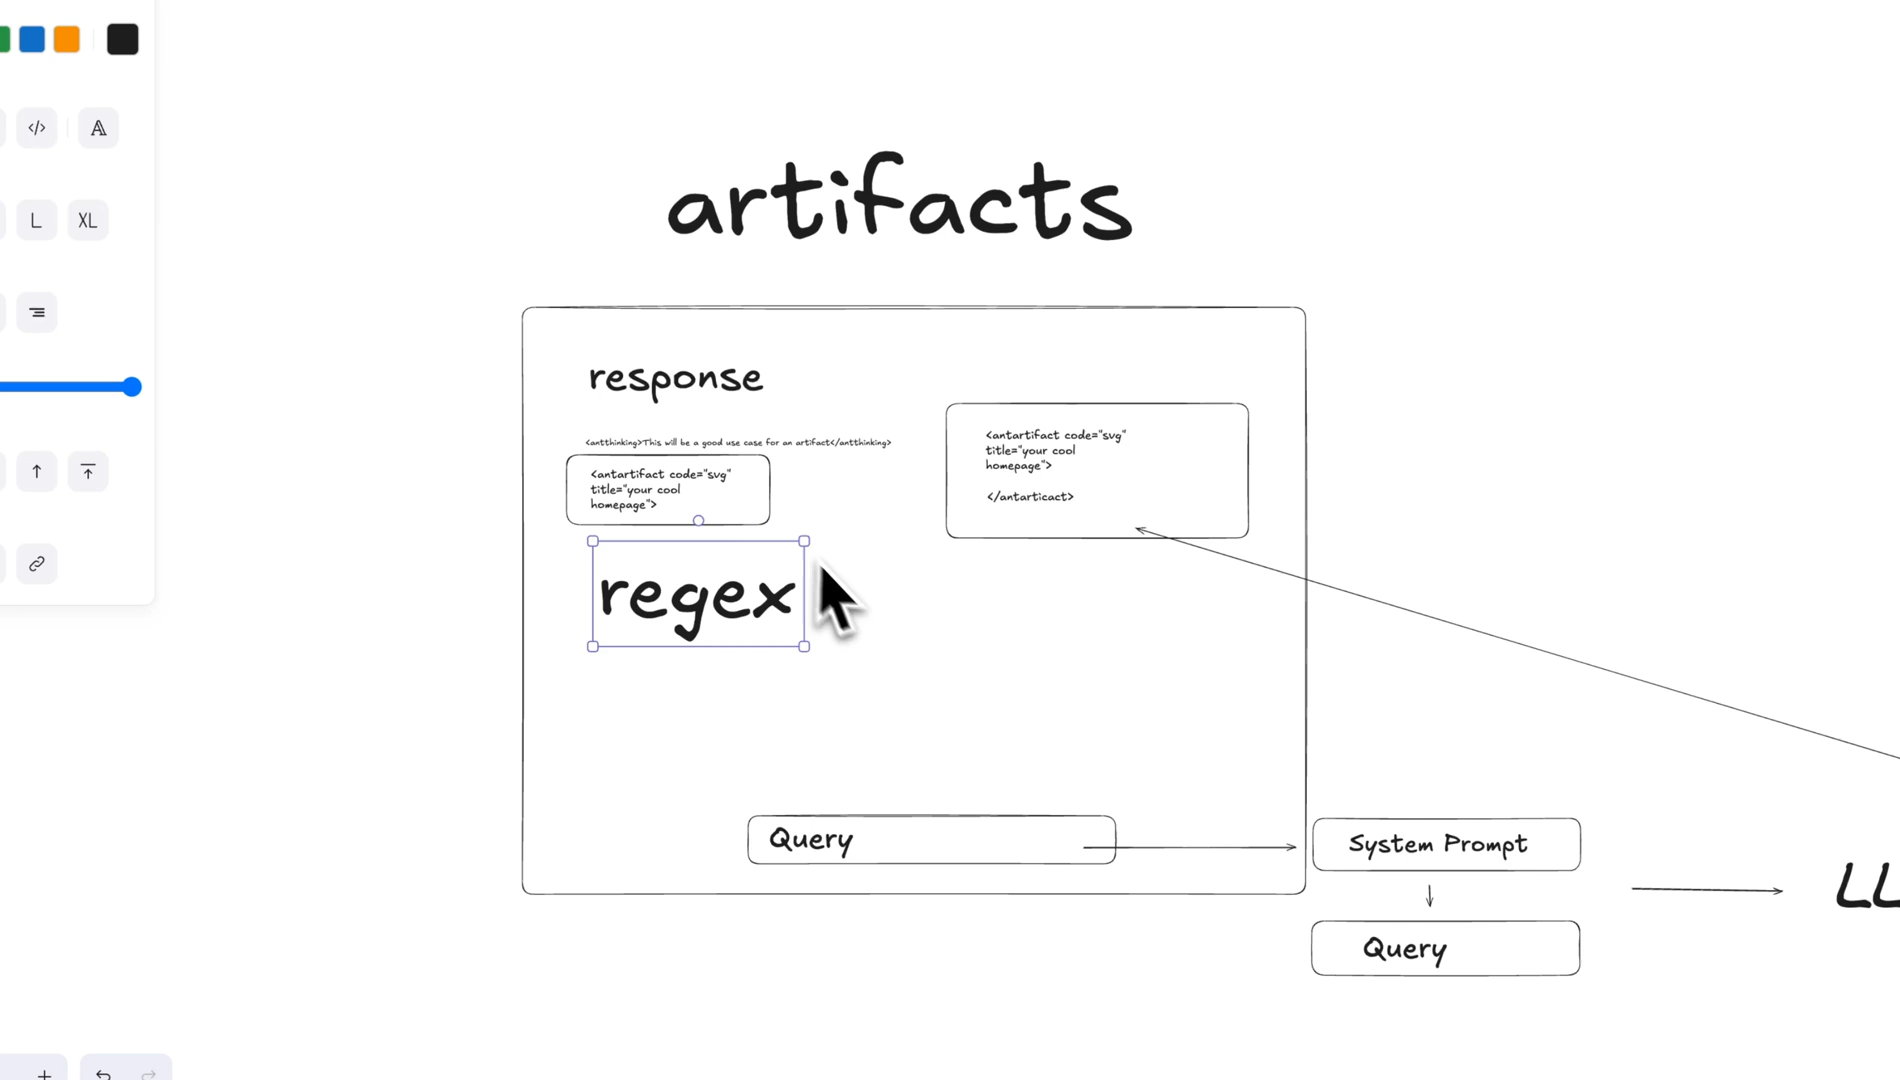 </>
A
L
XL
artifacts
response
<antthinking>This will be a good use case for an artifact</antthinking>
<antartifact code="svg"
title="your cool
homepage">
<antartifact code="svg"
title="your cool
homepage">
</antarticact>
regex
Query
System Prompt
LL
Query